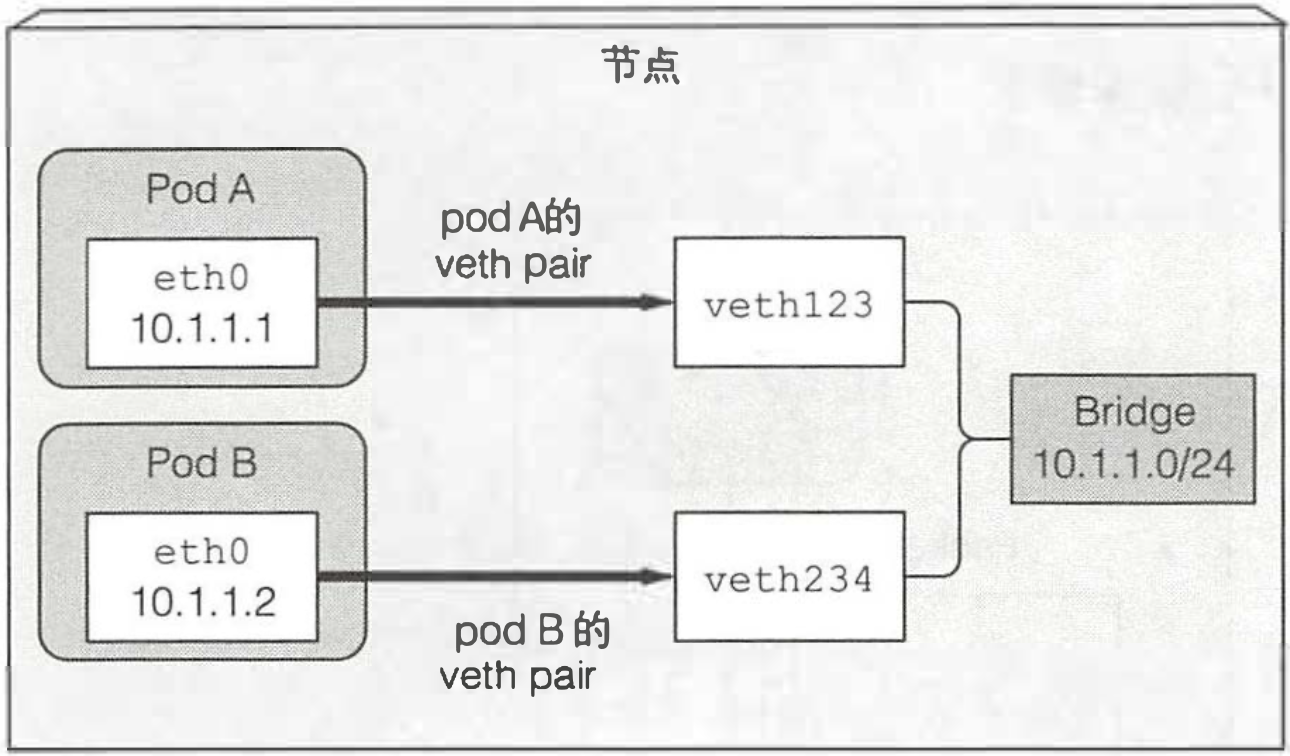 节点
Pod A
eth0
10.1.1.1
pod A的
veth pair
veth123
Bridge
10.1.1.0/24
Pod B
eth0
10.1.1.2
pod B 的
veth pair
veth234